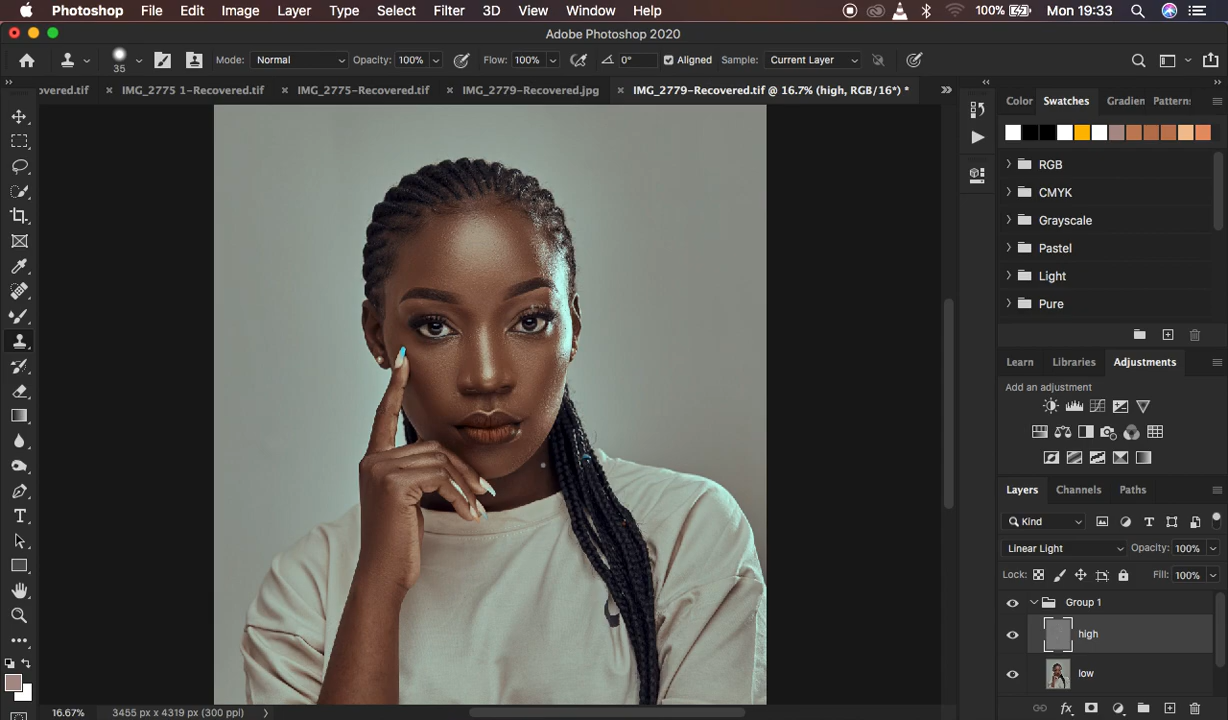 Photoshop File Edit Image Layer Type Select Filter 3D View Window Help 100% Mon 19:33
Adobe Photoshop 2020
35 Mode: Normal Opacity: 100% Flow: 100% 0° Aligned Sample: Current Layer
overed.tif × IMG_2775 1-Recovered.tif × IMG_2775-Recovered.tif × IMG_2779-Recovered.jpg × IMG_2779-Recovered.tif @ 16.7% (high, RGB/16*) *
Color Swatches Gradien Pattern
RGB
CMYK
Grayscale
Pastel
Light
Pure
Learn Libraries Adjustments
Add an adjustment
Layers Channels Paths
Kind
Linear Light Opacity: 100%
Lock: Fill: 100%
Group 1
high
low
16.67% 3455 px x 4319 px (300 ppi)